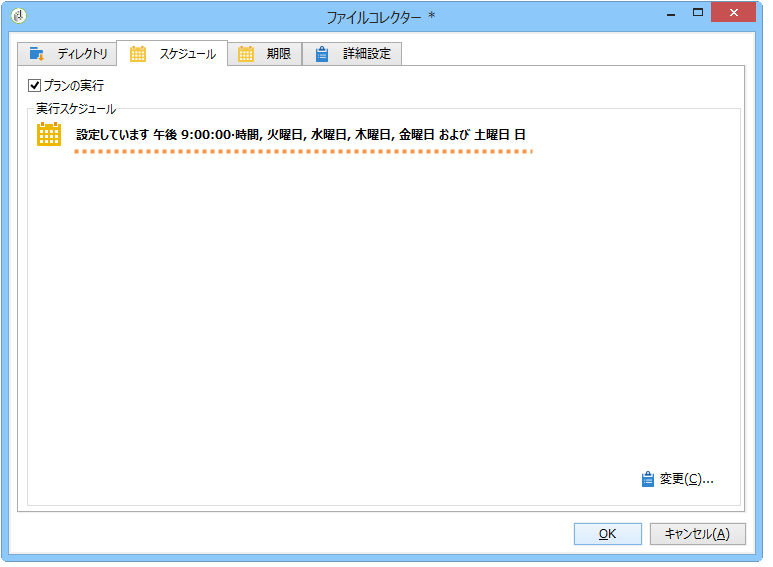 ファイルコレクター *
ディレクトリ スケジュール 期限 詳細設定
プランの実行
実行スケジュール
設定しています 午後 9:00:00·時間, 火曜日, 水曜日, 木曜日, 金曜日 および 土曜日 日
変更(C)...
OK キャンセル(A)